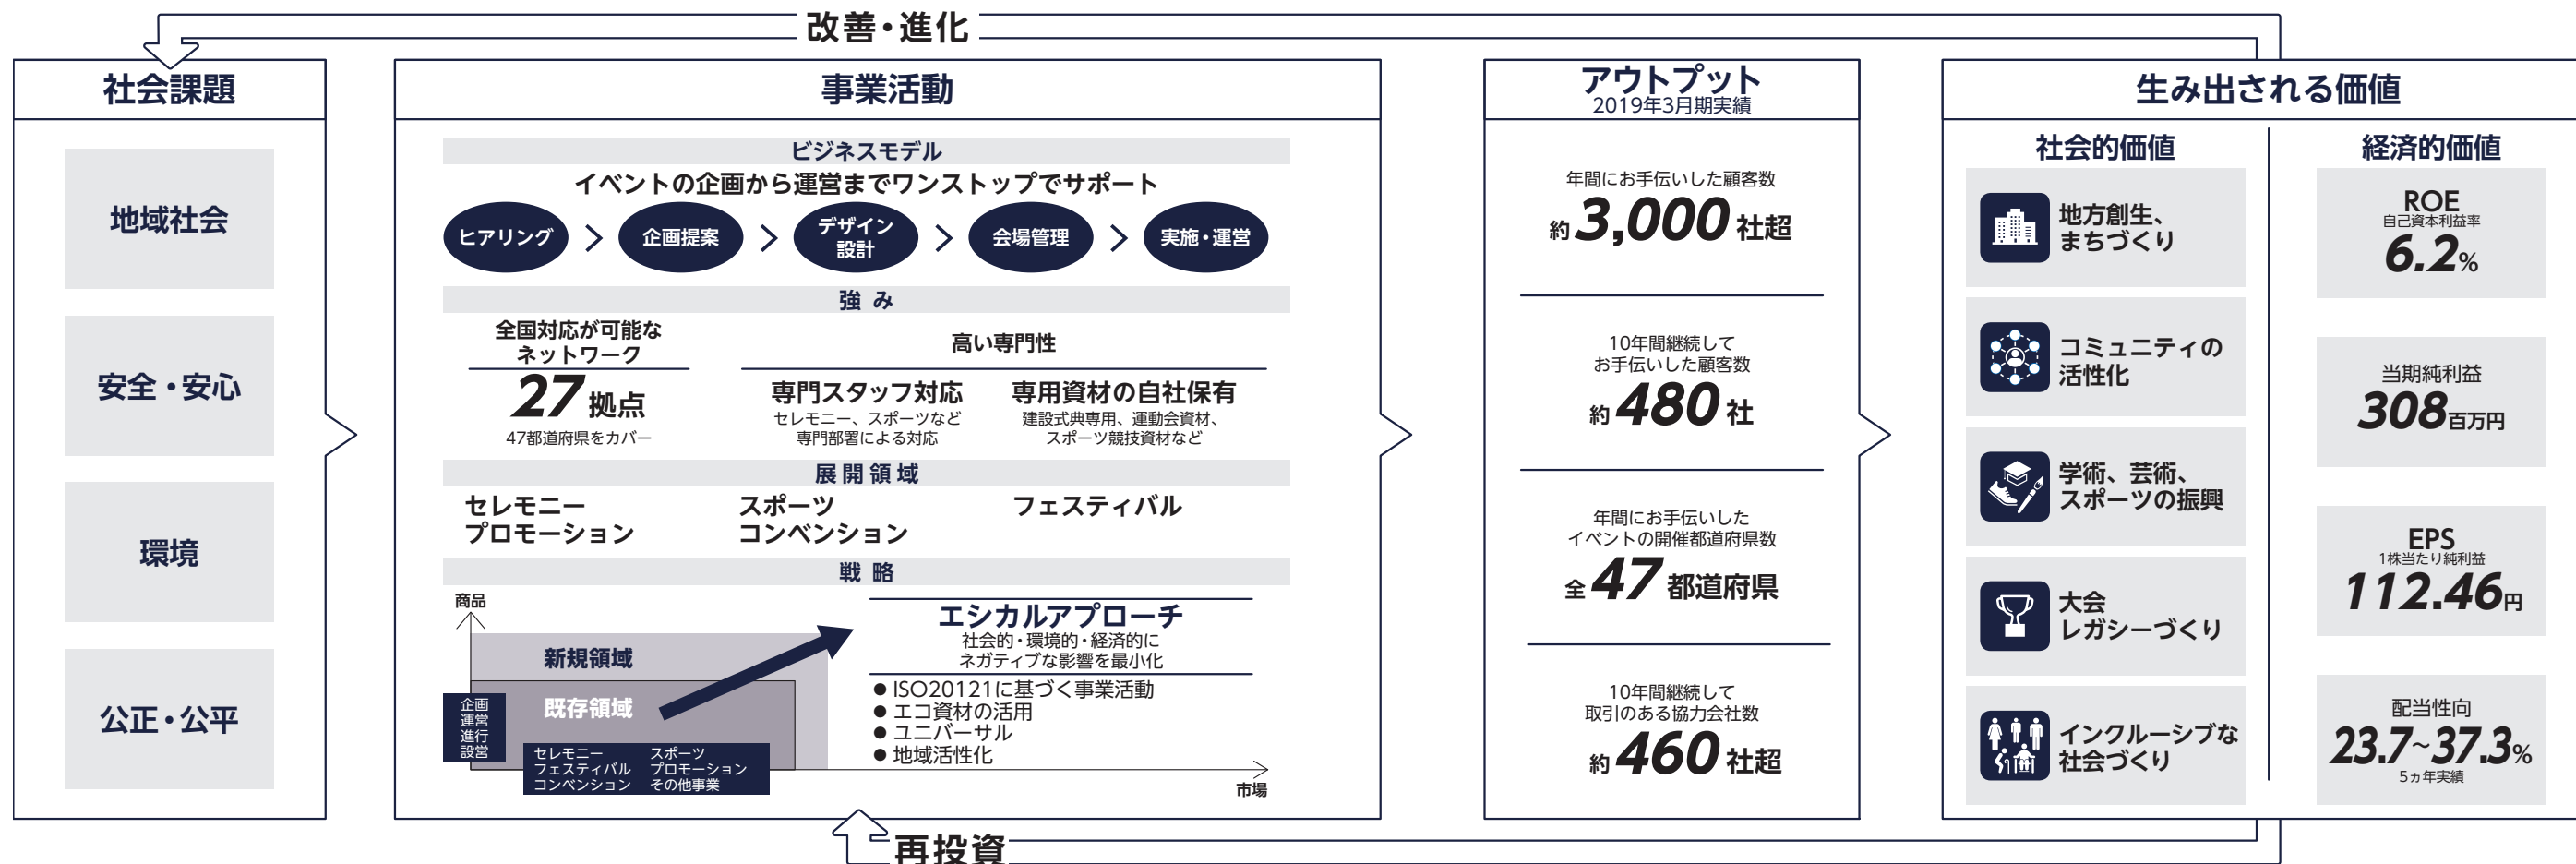 改善・進化
社会課題
地域社会
安全・安心
環境
公正・公平
事業活動
ビジネスモデル
イベントの企画から運営までワンストップでサポート
ヒアリング
企画提案
デザイン
設計
会場管理
実施・運営
強み
全国対応が可能な
ネットワーク
27拠点
47都道府県をカバー
高い専門性
専門スタッフ対応
セレモニー、スポーツなど
専門部署による対応
専用資材の自社保有
建設式典専用、運動会資材、
スポーツ競技資材など
展開領域
セレモニー
プロモーション
スポーツ
コンベンション
フェスティバル
戦略
商品
新規領域
既存領域
企画
運営
進行
設営
セレモニー
フェスティバル
コンベンション
スポーツ
プロモーション
その他事業
市場
エシカルアプローチ
社会的・環境的・経済的に
ネガティブな影響を最小化
● ISO20121に基づく事業活動
● エコ資材の活用
● ユニバーサル
● 地域活性化
アウトプット
2019年3月期実績
年間にお手伝いした顧客数
約3,000社超
10年間継続して
お手伝いした顧客数
約480社
年間にお手伝いした
イベントの開催都道府県数
全47都道府県
10年間継続して
取引のある協力会社数
約460社超
生み出される価値
社会的価値
地方創生、
まちづくり
コミュニティの
活性化
学術、芸術、
スポーツの振興
大会
レガシーづくり
インクルーシブな
社会づくり
経済的価値
ROE
自己資本利益率
6.2%
当期純利益
308百万円
EPS
1株当たり純利益
112.46円
配当性向
23.7~37.3%
5ヵ年実績
再投資